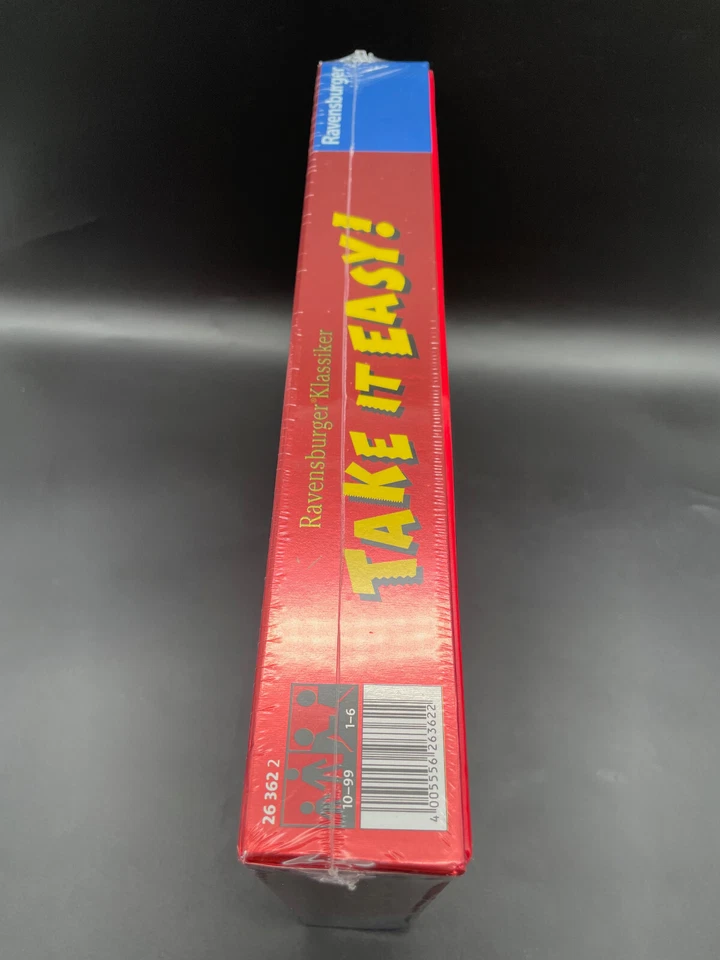 Ravensburger
Ravensburger® Klassiker
TAKE IT EASY!
26 362 2
10–99
1–6
4 005556 263622